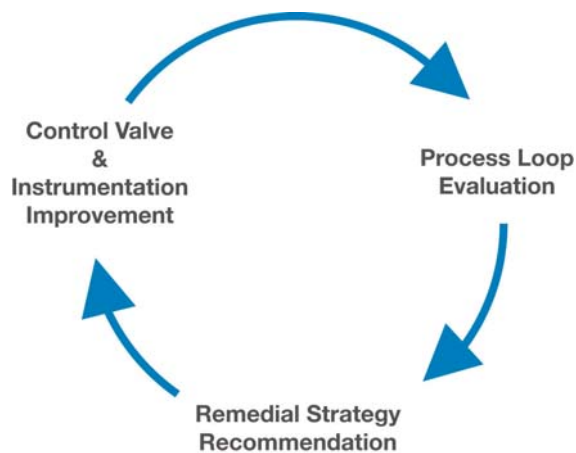 Control Valve
&
Instrumentation
Improvement
Process Loop
Evaluation
Remedial Strategy
Recommendation